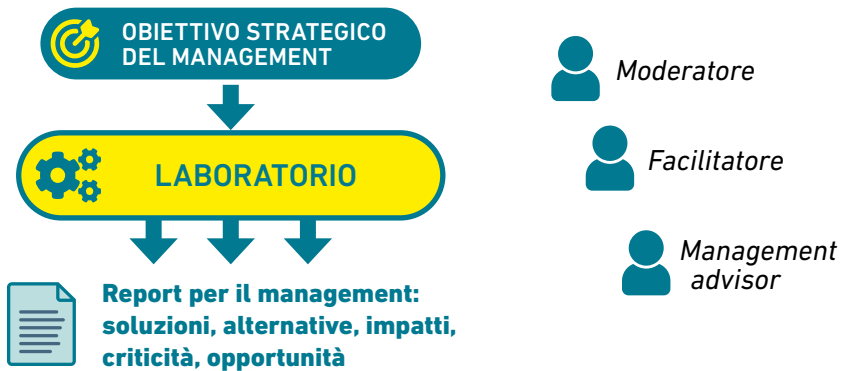 OBIETTIVO STRATEGICO
DEL MANAGEMENT
LABORATORIO
Report per il management:
soluzioni, alternative, impatti,
criticità, opportunità
Moderatore
Facilitatore
Management
advisor